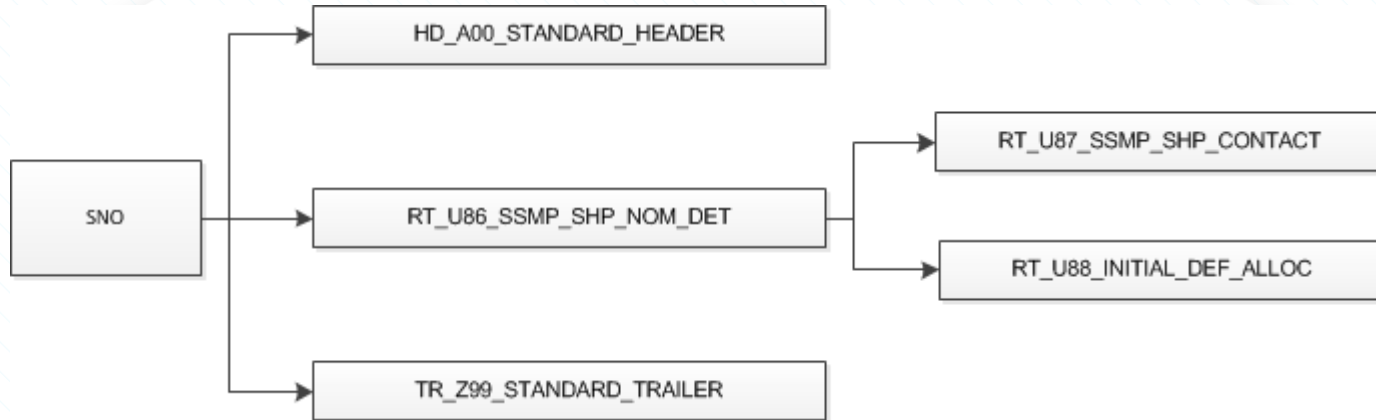 HD_A00_STANDARD_HEADER
RT_U87_SSMP_SHP_CONTACT
SNO
RT_U86_SSMP_SHP_NOM_DET
RT_U88_INITIAL_DEF_ALLOC
TR_Z99_STANDARD_TRAILER